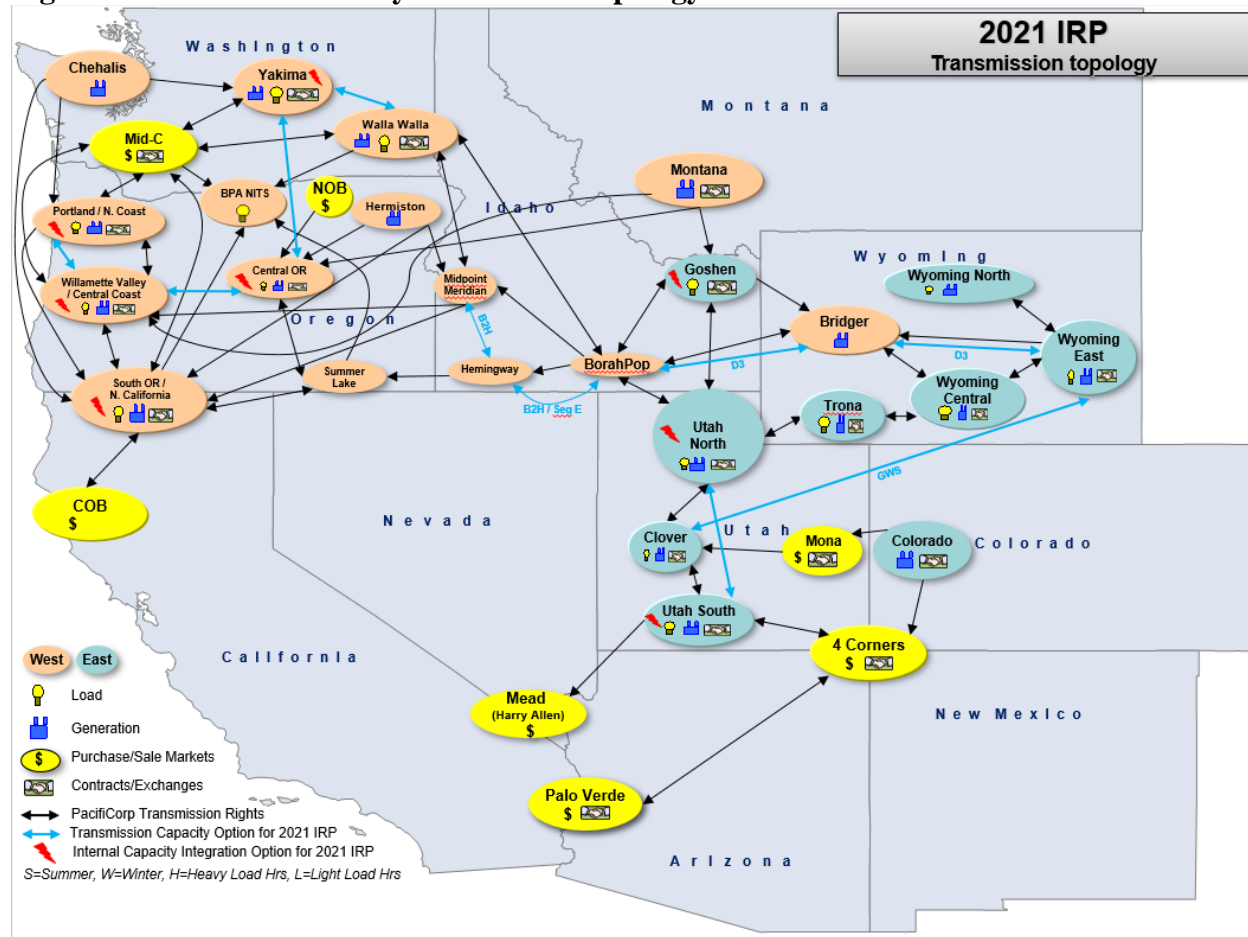 2021 IRP
Transmission topology
Washington
Montana
Idaho
Oregon
Wyoming
Nevada
Utah
Colorado
California
Arizona
New Mexico
Chehalis
Yakima
Mid-C
$
Walla Walla
Portland / N. Coast
BPA NITS
NOB
$
Hermiston
Montana
Willamette Valley
/ Central Coast
Central OR
Midpoint
Meridian
Goshen
Wyoming North
Bridger
Wyoming
East
B2H
D3
D3
South OR /
N. California
Summer
Lake
Hemingway
BorahPop
B2H / Seg E
Trona
Wyoming
Central
Utah
North
GWS
COB
$
Clover
Mona
$
Colorado
Utah South
4 Corners
$
Mead
(Harry Allen)
$
Palo Verde
$
West
East
Load
Generation
$
Purchase/Sale Markets
Contracts/Exchanges
PacifiCorp Transmission Rights
Transmission Capacity Option for 2021 IRP
Internal Capacity Integration Option for 2021 IRP
S=Summer, W=Winter, H=Heavy Load Hrs, L=Light Load Hrs